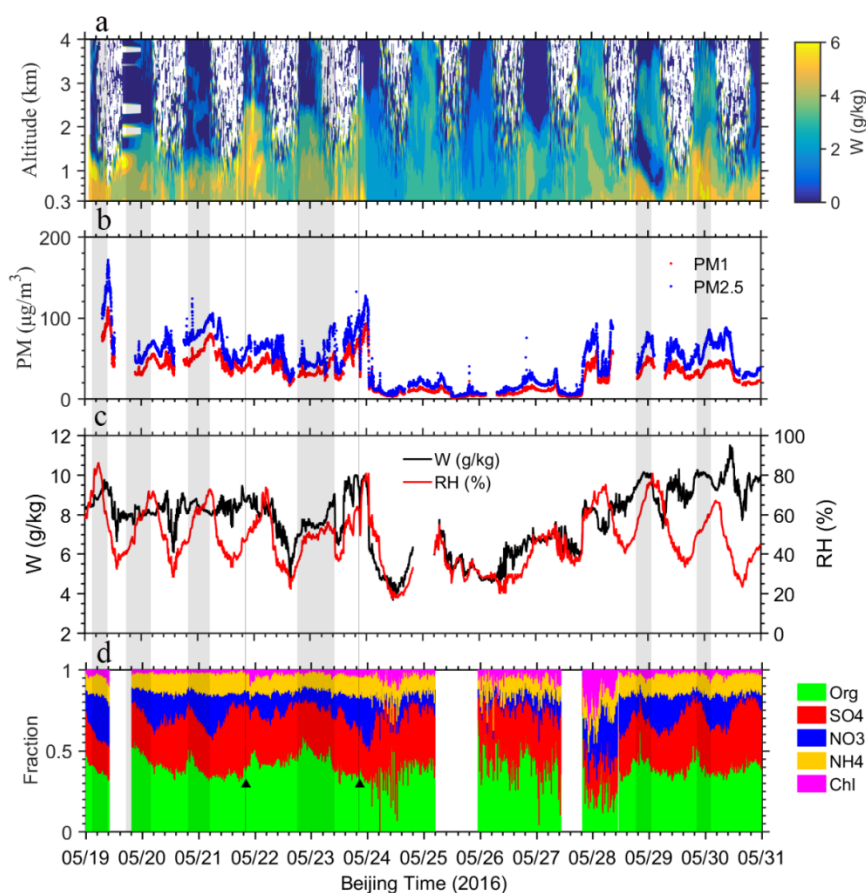 a
4
3
2
1
0.3
Altitude (km)
6
4
2
0
W (g/kg)
b
200
100
0
PM (µg/m³)
PM1
PM2.5
c
12
10
8
6
4
2
W (g/kg)
W (g/kg)
RH (%)
100
80
60
40
20
0
RH (%)
d
1
0.5
0
Fraction
Org
SO4
NO3
NH4
Chl
05/19 05/20 05/21 05/22 05/23 05/24 05/25 05/26 05/27 05/28 05/29 05/30 05/31
Beijing Time (2016)